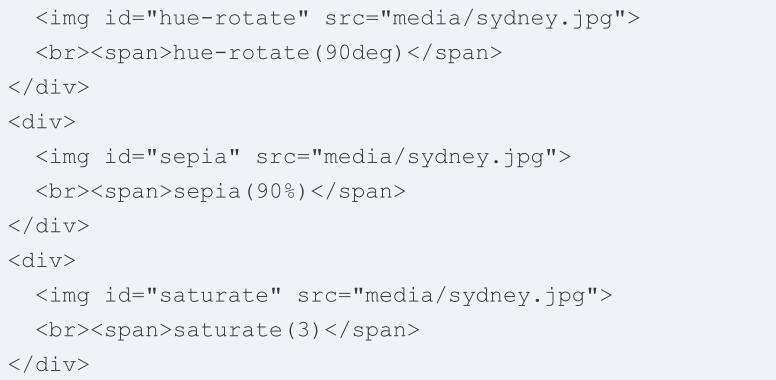 <img id="hue-rotate" src="media/sydney.jpg">
<br><span>hue-rotate(90deg)</span>
</div>
<div>
<img id="sepia" src="media/sydney.jpg">
<br><span>sepia(90%)</span>
</div>
<div>
<img id="saturate" src="media/sydney.jpg">
<br><span>saturate(3)</span>
</div>